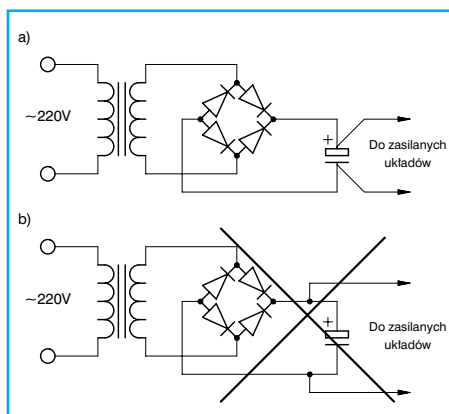 a)
~220V
+
Do zasilanych
układów
b)
~220V
+
Do zasilanych
układów